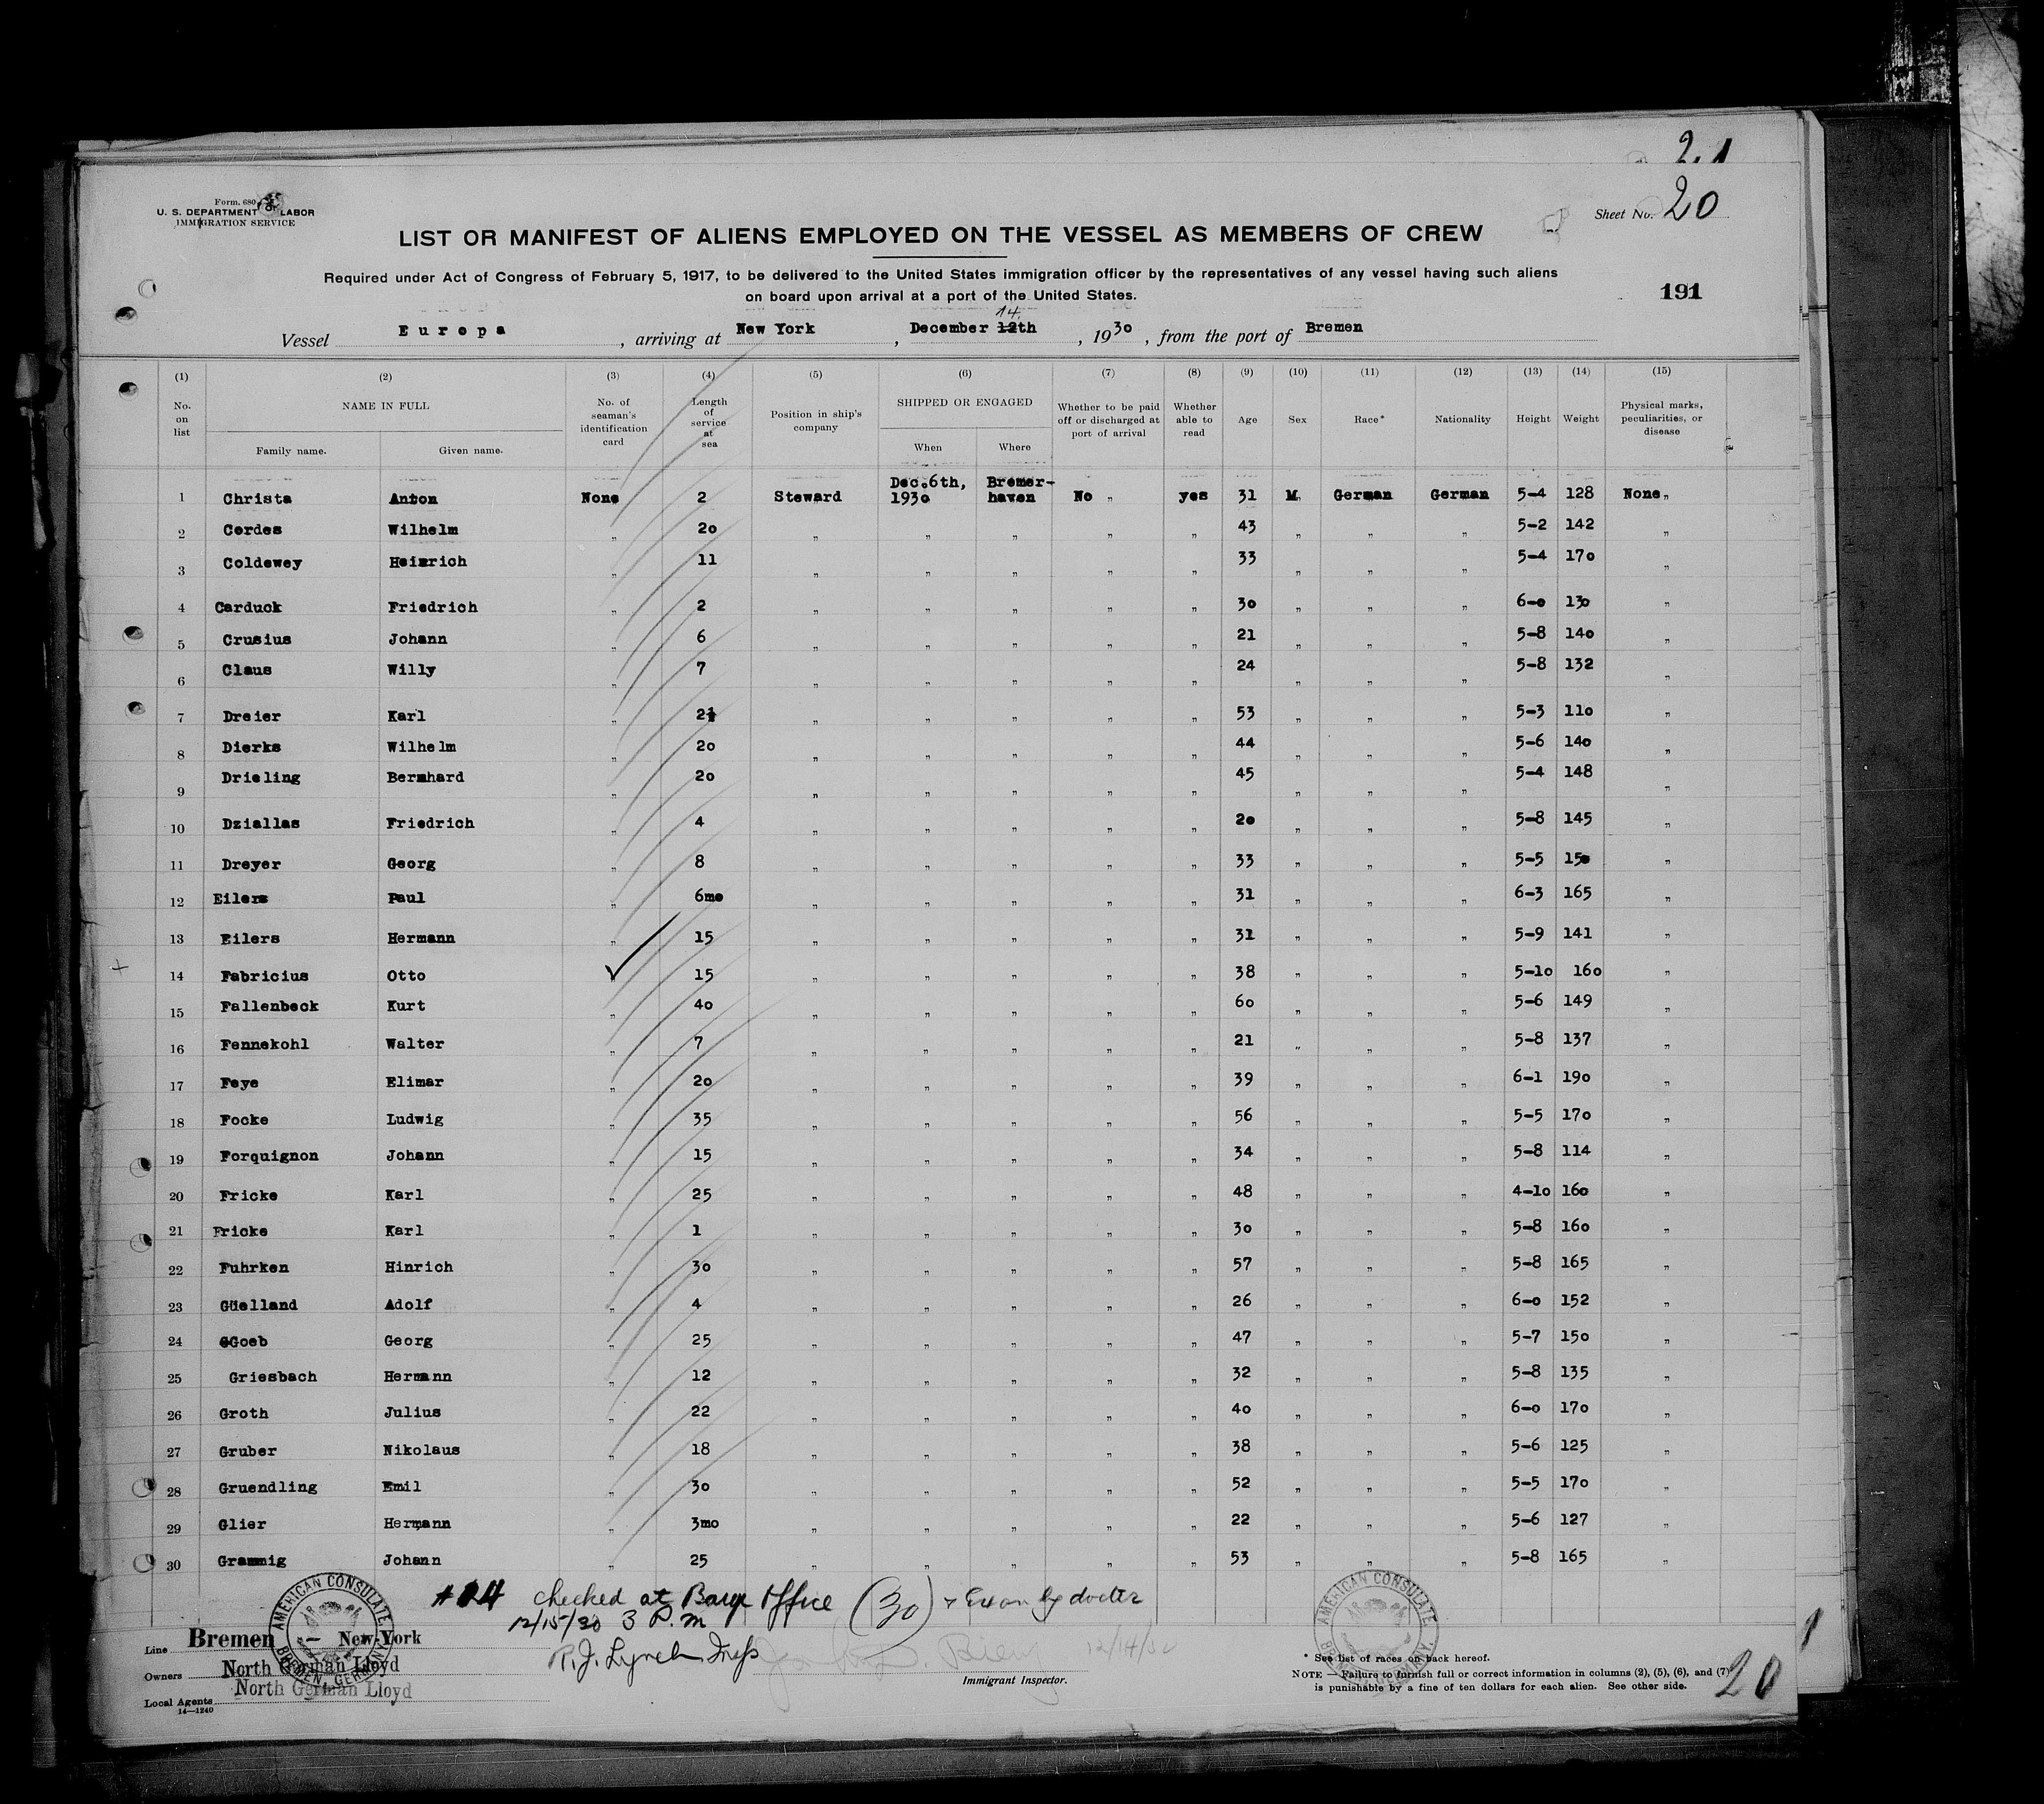 2. 1
Form. 680
U. S. DEPARTMENT OF LABOR
IMMIGRATION SERVICE
Sheet No. 20
LIST OR MANIFEST OF ALIENS EMPLOYED ON THE VESSEL AS MEMBERS OF CREW
Required under Act of Congress of February 5, 1917, to be delivered to the United States immigration officer by the representatives of any vessel having such aliens
on board upon arrival at a port of the United States.
191
14.
Vessel Europa , arriving at New York , December 12th , 1930 , from the port of Bremen
(1) (2) (3) (4) (5) (6) (7) (8) (9) (10) (11) (12) (13) (14) (15)
No. on list
NAME IN FULL
Family name. Given name.
No. of seaman's identification card
Length of service at sea
Position in ship's company
SHIPPED OR ENGAGED
When Where
Whether to be paid off or discharged at port of arrival
Whether able to read
Age Sex Race* Nationality Height Weight
Physical marks, peculiarities, or disease
1 Christa Anton None 2 Steward Dec.6th, 1930 Bremer-haven No " yes 31 M German German 5-4 128 None "
2 Cordes Wilhelm " 20 " " " " " 43 " " " 5-2 142 "
3 Coldewey Heinrich " 11 " " " " " 33 " " " 5-4 170 "
4 Carduck Friedrich " 2 " " " " " 30 " " " 6-0 130 "
5 Crusius Johann " 6 " " " " " 21 " " " 5-8 140 "
6 Claus Willy " 7 " " " " " 24 " " " 5-8 132 "
7 Dreier Karl " " " " " " 53 " " " 5-3 110 "
8 Dierks Wilhelm " 20 " " " " " 44 " " " 5-6 140 "
9 Drieling Bernhard " 20 " " " " " 45 " " " 5-4 148 "
10 Dziallas Friedrich " 4 " " " " " 20 " " " 5-8 145 "
11 Dreyer Georg " 8 " " " " " 33 " " " 5-5 150 "
12 Eilers Paul " 6mo " " " " " 31 " " " 6-3 165 "
13 Eilers Hermann " 15 " " " " " 31 " " " 5-9 141 "
14 Fabricius Otto 15 " " " " " 38 " " " 5-10 160 "
15 Fallenbeck Kurt " 40 " " " " " 60 " " " 5-6 149 "
16 Fennekohl Walter " 7 " " " " " 21 " " " 5-8 137 "
17 Feye Elimar " 20 " " " " " 39 " " " 6-1 190 "
18 Focke Ludwig " 35 " " " " " 56 " " " 5-5 170 "
19 Forquignon Johann " 15 " " " " " 34 " " " 5-8 114 "
20 Fricke Karl " 25 " " " " " 48 " " " 4-10 160 "
21 Fricke Karl " 1 " " " " " 30 " " " 5-8 160 "
22 Fuhrken Hinrich " 30 " " " " " 57 " " " 5-8 165 "
23 Güelland Adolf " 4 " " " " " 26 " " " 6-0 152 "
24 GGoeb Georg " 25 " " " " " 47 " " " 5-7 150 "
25 Griesbach Hermann " 12 " " " " " 32 " " " 5-8 135 "
26 Groth Julius " 22 " " " " " 40 " " " 6-0 170 "
27 Gruber Nikolaus " 18 " " " " " 38 " " " 5-6 125 "
28 Gruendling Emil " 30 " " " " " 52 " " " 5-5 170 "
29 Glier Hermann " 3mo " " " " " 22 " " " 5-6 127 "
30 Grammig Johann " 25 " " " " " 53 " " " 5-8 165 "
#14 checked at Barge Office (30) by doctor
12/15/30 3 P.m
P.J. Lynch Insp
12/14/30
Immigrant Inspector.
AMERICAN CONSULATE
BREMEN, GERMANY
AMERICAN CONSULATE
Line Bremen — New-York
Owners North German Lloyd
Local Agents North German Lloyd
14—1240
* See list of races on back hereof.
NOTE — Failure to furnish full or correct information in columns (2), (5), (6), and (7)
is punishable by a fine of ten dollars for each alien. See other side.
20
1